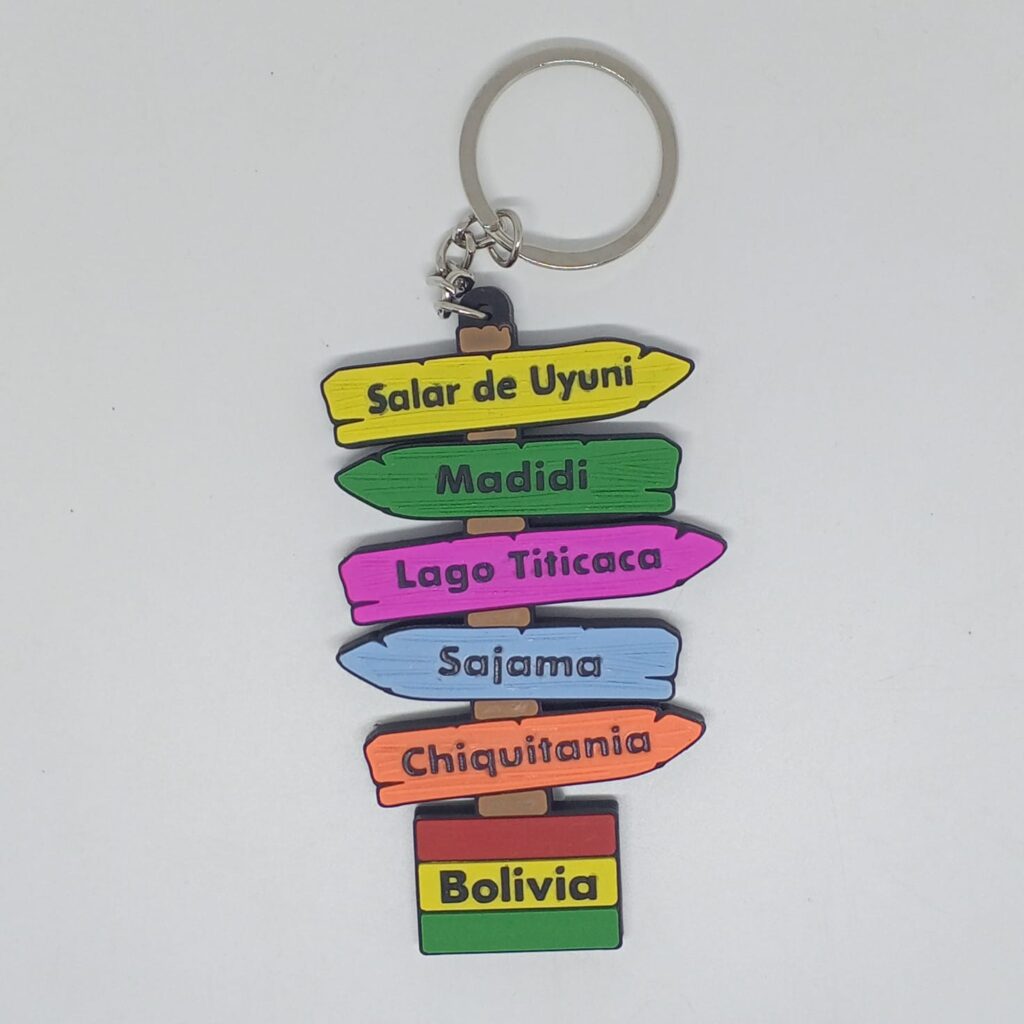 Salar de Uyuni
Madidi
Lago Titicaca
Sajama
Chiquitania
Bolivia